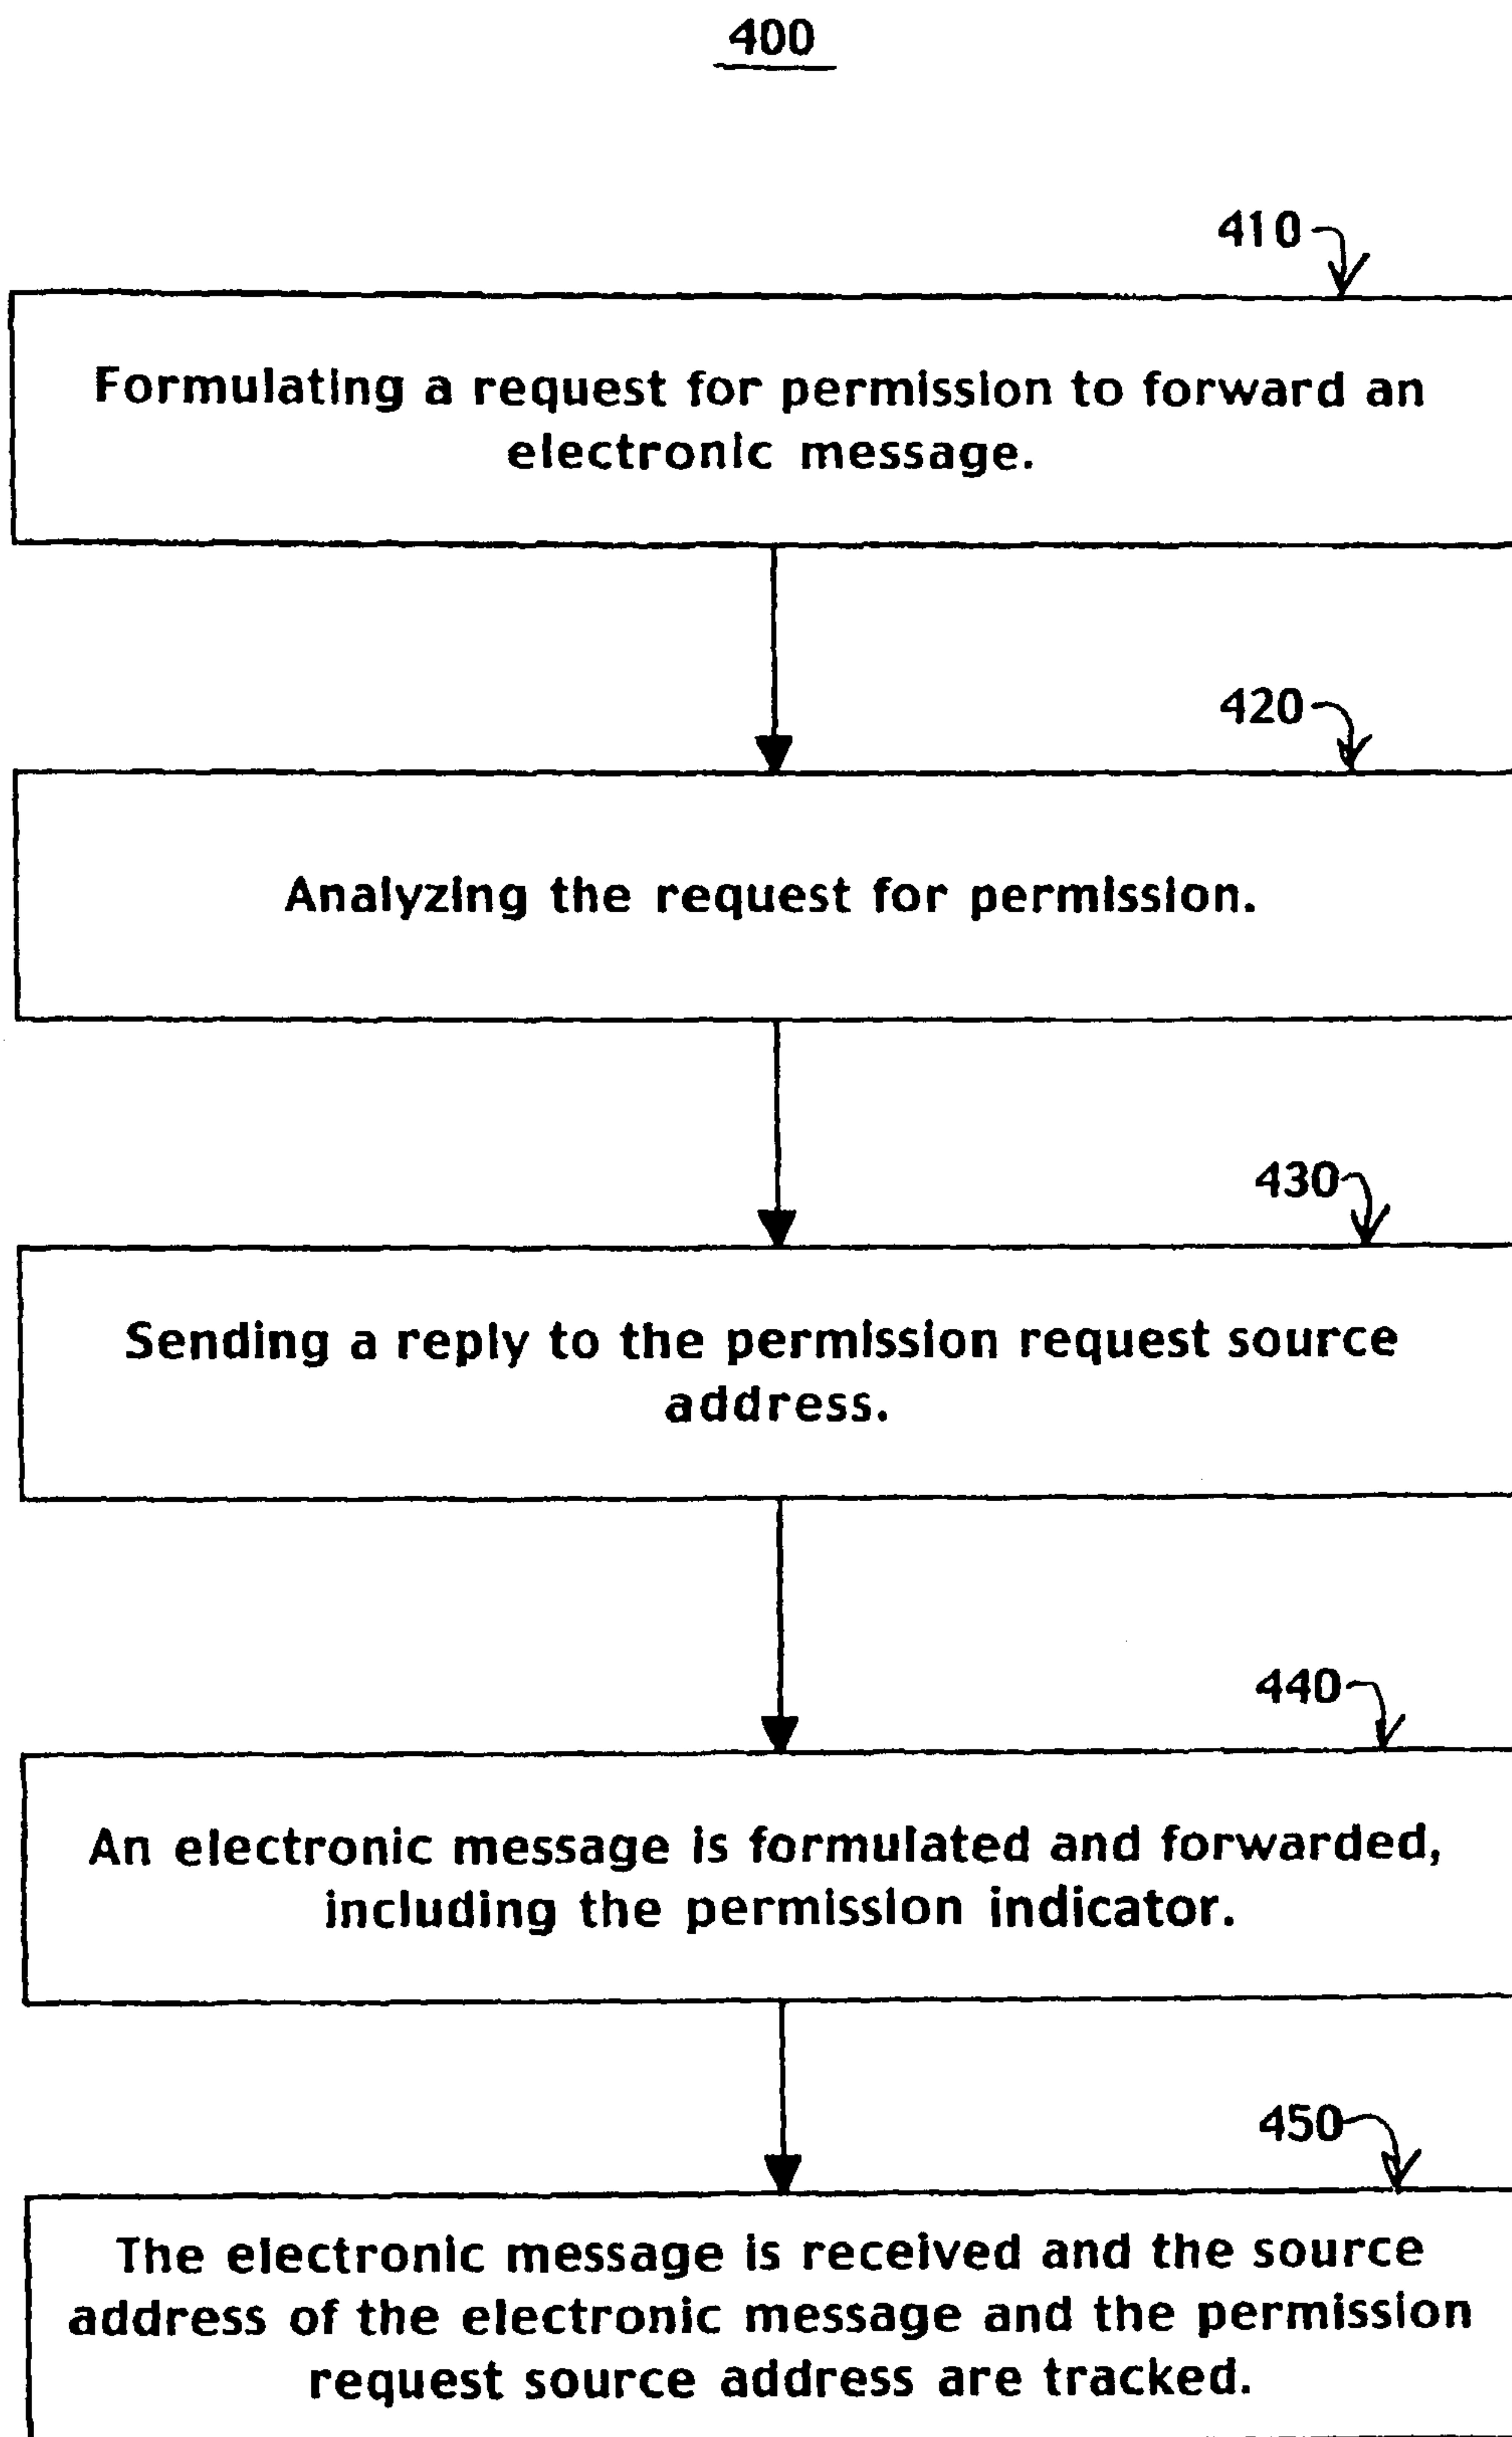 400
410
Formulating a request for permission to forward an
electronic message.
420
Analyzing the request for permission.
430
Sending a reply to the permission request source
address.
440
An electronic message is formulated and forwarded,
including the permission indicator.
450
The electronic message is received and the source
address of the electronic message and the permission
request source address are tracked.